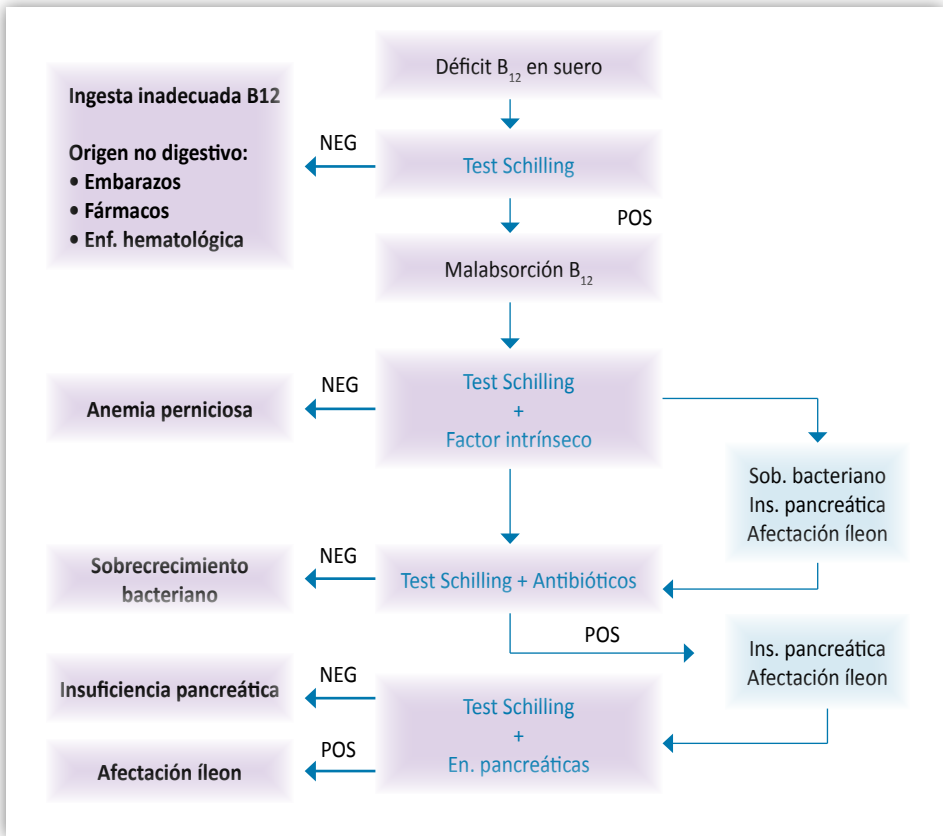 Déficit B12 en suero
Ingesta inadecuada B12
Origen no digestivo:
• Embarazos
• Fármacos
• Enf. hematológica
NEG
Test Schilling
POS
Malabsorción B12
Anemia perniciosa
NEG
Test Schilling
+
Factor intrínseco
Sob. bacteriano
Ins. pancreática
Afectación íleon
Sobrecrecimiento
bacteriano
NEG
Test Schilling + Antibióticos
POS
Ins. pancreática
Afectación íleon
Insuficiencia pancreática
NEG
Test Schilling
+
En. pancreáticas
POS
Afectación íleon